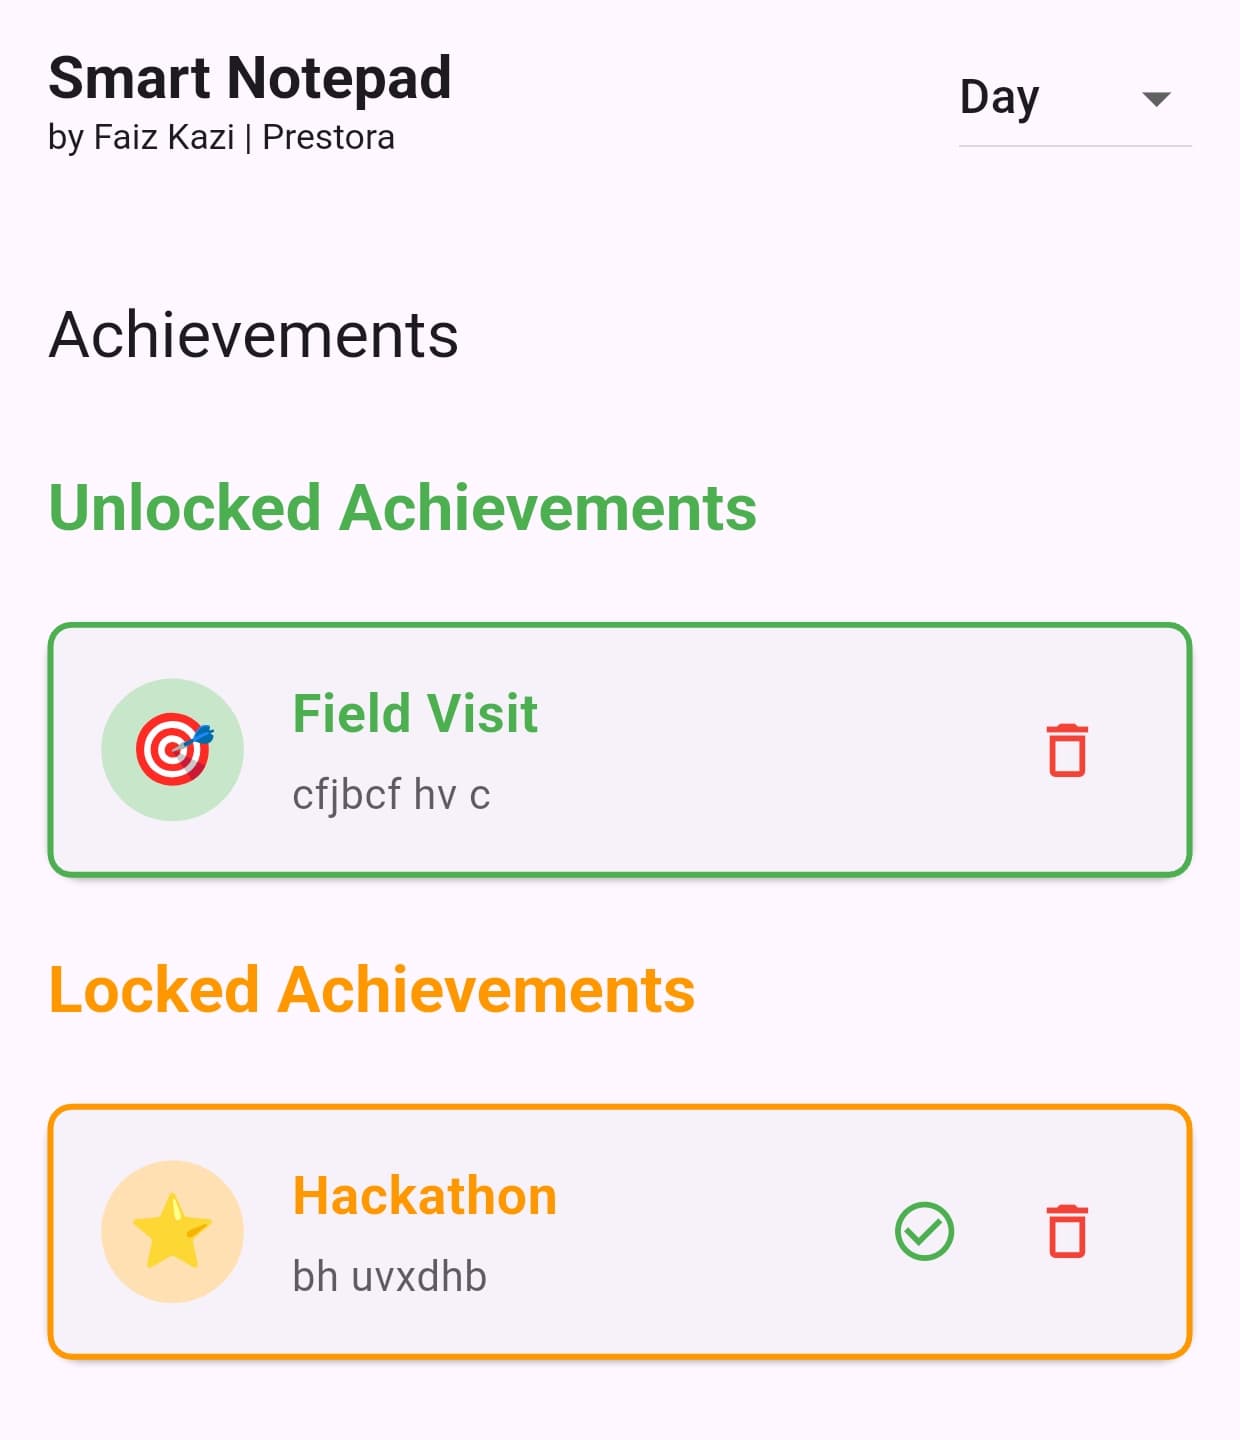 Smart Notepad
by Faiz Kazi | Prestora
Day
Achievements
Unlocked Achievements
Field Visit
cfjbcf hv c
Locked Achievements
Hackathon
bh uvxdhb